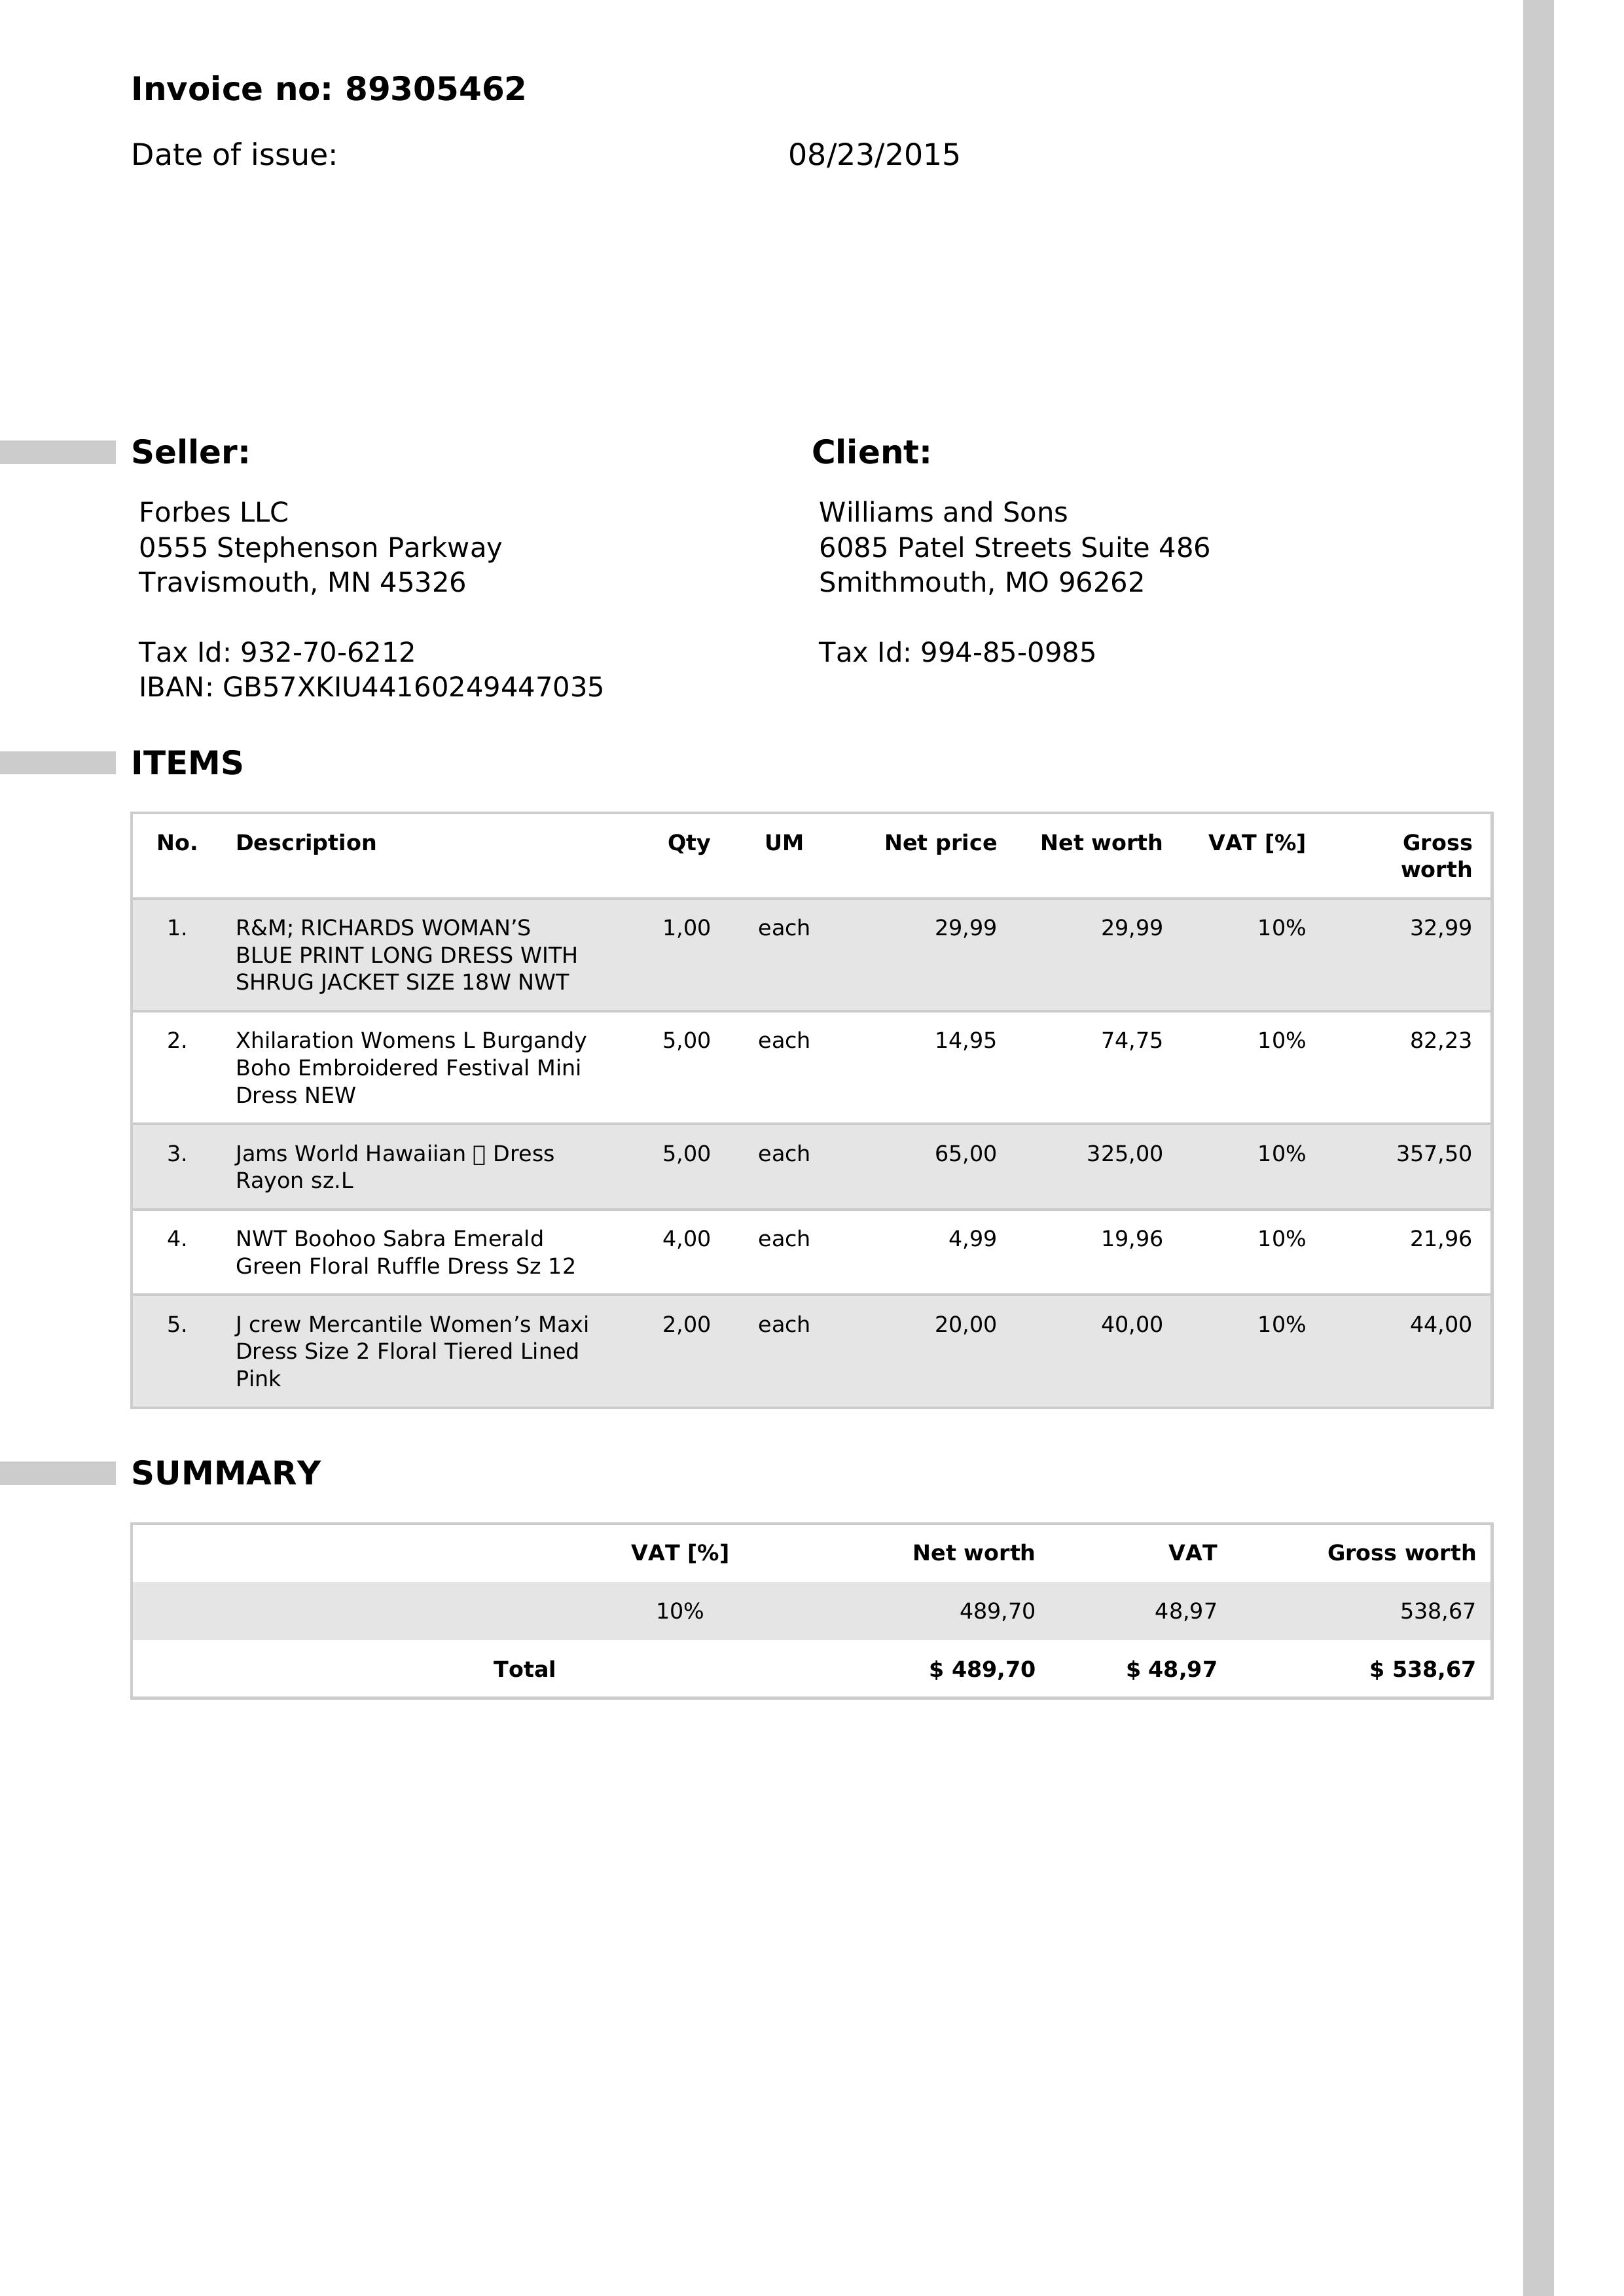 Invoice no: 89305462
Date of issue: 08/23/2015
Seller:
Forbes LLC
0555 Stephenson Parkway
Travismouth, MN 45326
Tax Id: 932-70-6212
IBAN: GB57XKIU44160249447035
Client:
Williams and Sons
6085 Patel Streets Suite 486
Smithmouth, MO 96262
Tax Id: 994-85-0985
ITEMS
No. Description Qty UM Net price Net worth VAT [%] Gross
worth
1. R&M; RICHARDS WOMAN’S 1,00 each 29,99 29,99 10% 32,99
BLUE PRINT LONG DRESS WITH
SHRUG JACKET SIZE 18W NWT
2. Xhilaration Womens L Burgandy 5,00 each 14,95 74,75 10% 82,23
Boho Embroidered Festival Mini
Dress NEW
3. Jams World Hawaiian Dress 5,00 each 65,00 325,00 10% 357,50
Rayon sz.L
4. NWT Boohoo Sabra Emerald 4,00 each 4,99 19,96 10% 21,96
Green Floral Ruffle Dress Sz 12
5. J crew Mercantile Women’s Maxi 2,00 each 20,00 40,00 10% 44,00
Dress Size 2 Floral Tiered Lined
Pink
SUMMARY
VAT [%] Net worth VAT Gross worth
10% 489,70 48,97 538,67
Total $ 489,70 $ 48,97 $ 538,67